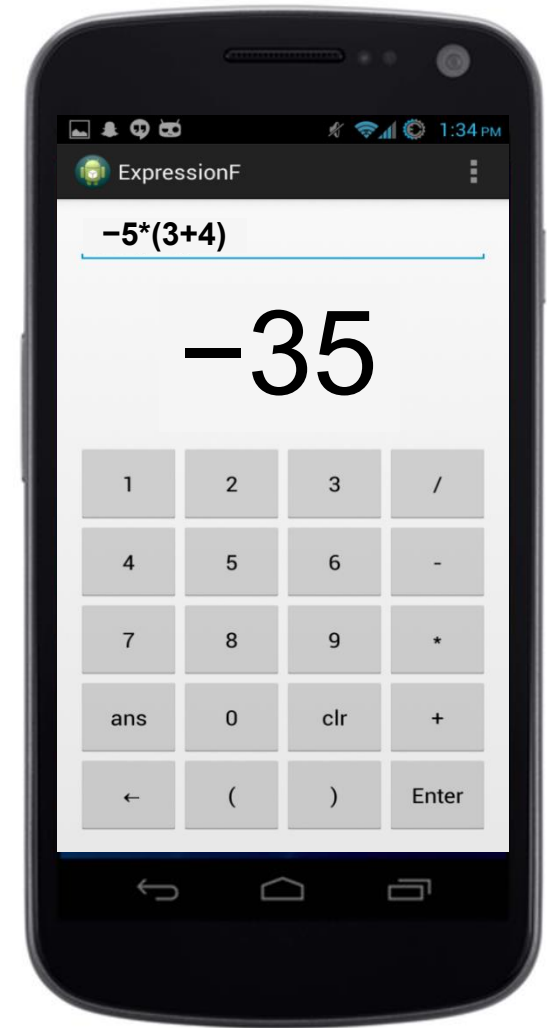 1:34 PM
ExpressionF
−5*(3+4)
−35
1 2 3 /
4 5 6 -
7 8 9 *
ans 0 clr +
← ( ) Enter